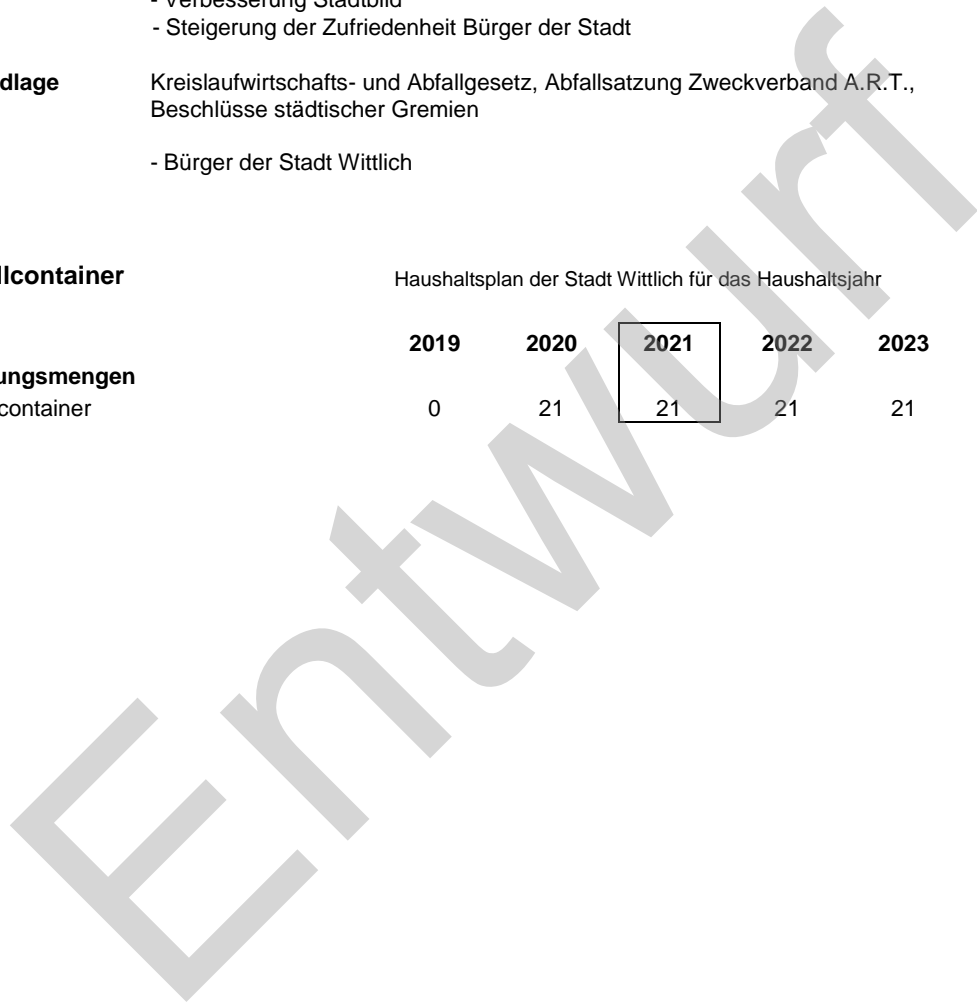 - Verbesserung Stadtbild
- Steigerung der Zufriedenheit Bürger der Stadt
dlage Kreislaufwirtschafts- und Abfallgesetz, Abfallsatzung Zweckverband A.R.T.,
Beschlüsse städtischer Gremien
- Bürger der Stadt Wittlich
llcontainer Haushaltsplan der Stadt Wittlich für das Haushaltsjahr
2019 2020 2021 2022 2023
ungsmengen
container 0 21 21 21 21
Entwurf